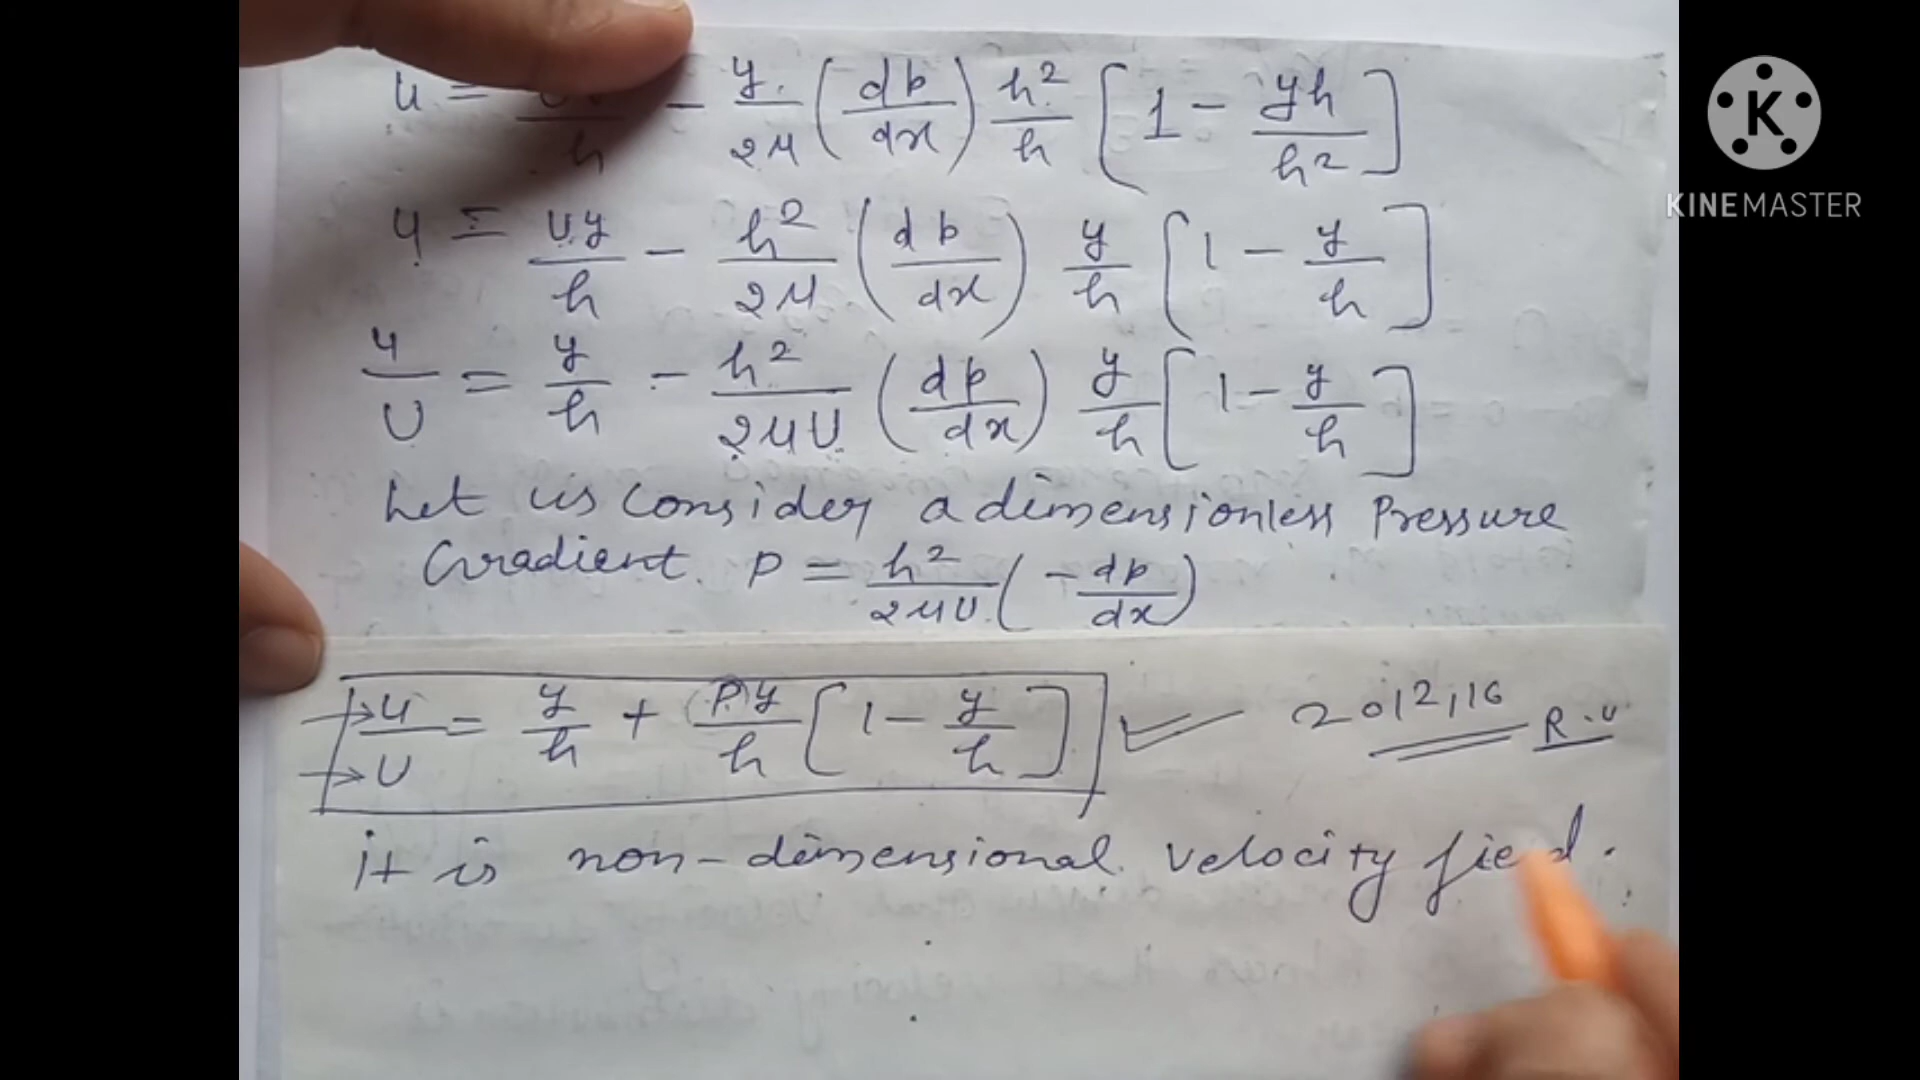 u = Uy/h - y/2μ (dp/dx) h²/h [1 - yh/h²]
u = Uy/h - h²/2μ (dp/dx) y/h [1 - y/h]
u/U = y/h - h²/2μU (dp/dx) y/h [1 - y/h]
Let us consider a dimensionless Pressure
Gradient. P = h²/2μU (-dp/dx)
→ u/→ U = y/h + Py/h [1 - y/h] 2012,16 R.U
it is non-dimensional velocity field.
K
KINEMASTER